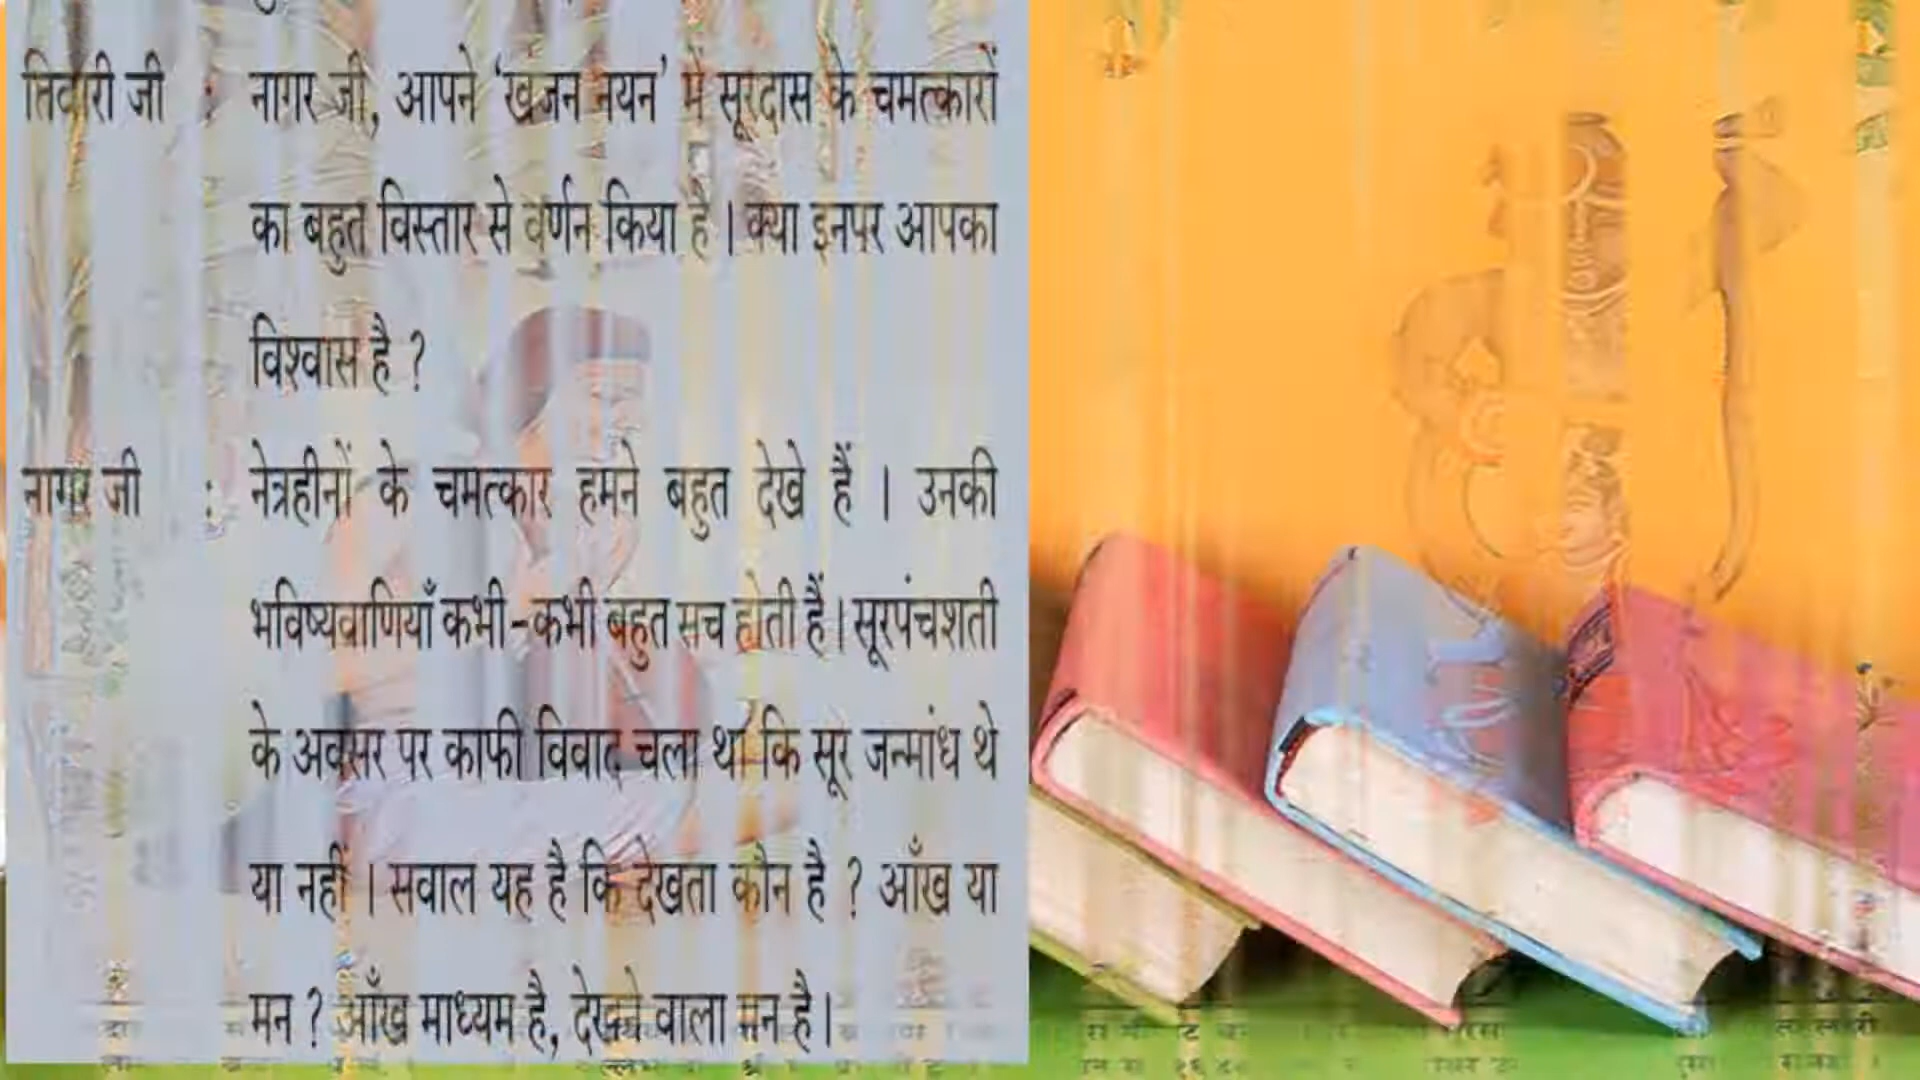 तिवारी जी : नागर जी, आपने 'खंजन नयन' में सूरदास के चमत्कारों
का बहुत विस्तार से वर्णन किया है । क्या इनपर आपका
विश्वास है ?
नागर जी : नेत्रहीनों के चमत्कार हमने बहुत देखे हैं । उनकी
भविष्यवाणियाँ कभी-कभी बहुत सच होती हैं । सूरपंचशती
के अवसर पर काफी विवाद चला था कि सूर जन्मांध थे
या नहीं । सवाल यह है कि देखता कौन है ? आँख या
मन ? आँख माध्यम है, देखने वाला मन है ।